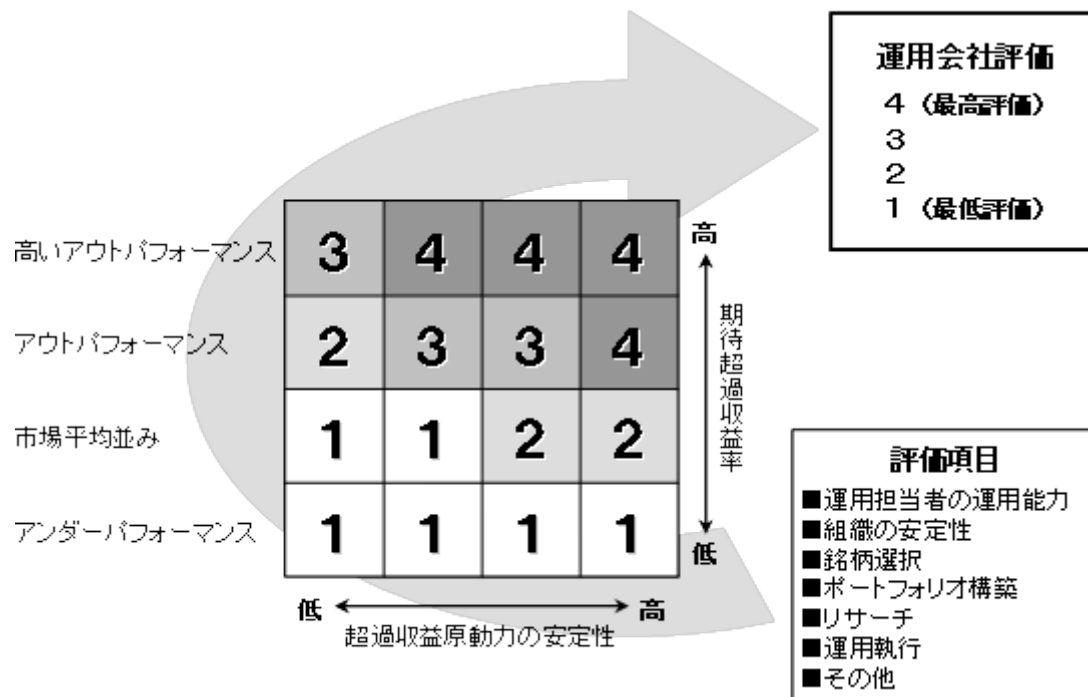 運用会社評価
4 (最高評価)
3
2
1 (最低評価)
高いアウトパフォーマンス 3 4 4 4 高
アウトパフォーマンス 2 3 3 4
期待超過収益率
市場平均並み 1 1 2 2
アンダーパフォーマンス 1 1 1 1 低
低 高
超過収益原動力の安定性
評価項目
■運用担当者の運用能力
■組織の安定性
■銘柄選択
■ポートフォリオ構築
■リサーチ
■運用執行
■その他